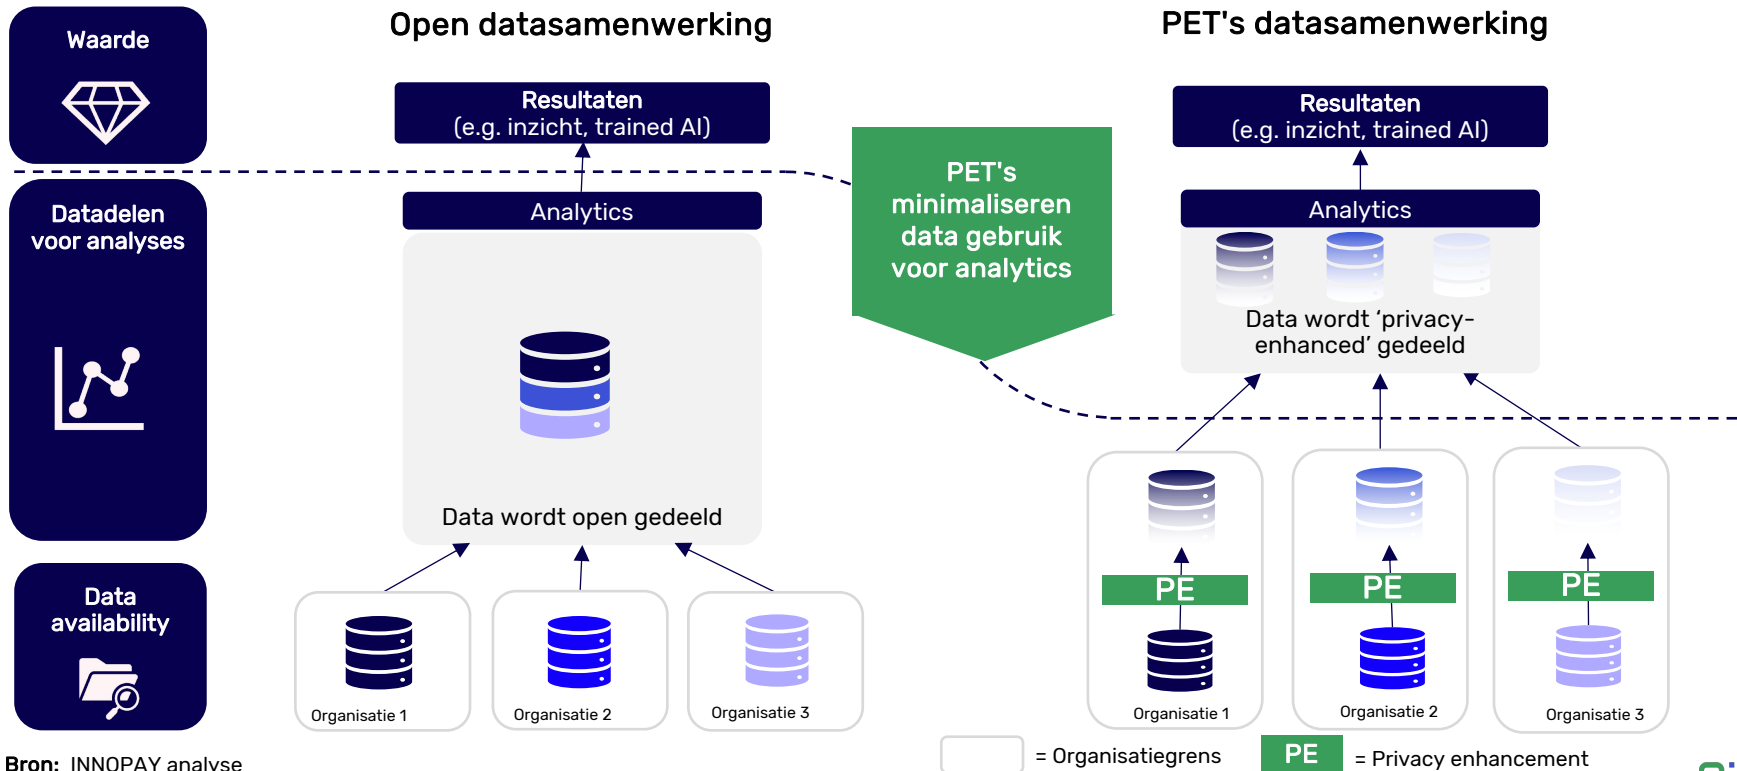 Open datasamenwerking
PET's datasamenwerking
Waarde
Resultaten
(e.g. inzicht, trained AI)
Resultaten
(e.g. inzicht, trained AI)
PET's
minimaliseren
data gebruik
voor analytics
Datadelen
voor analyses
Analytics
Analytics
Data wordt open gedeeld
Data wordt ‘privacy-
enhanced’ gedeeld
Data
availability
PE
PE
PE
Organisatie 1
Organisatie 2
Organisatie 3
Organisatie 1
Organisatie 2
Organisatie 3
= Organisatiegrens
PE
= Privacy enhancement
Bron: INNOPAY analyse